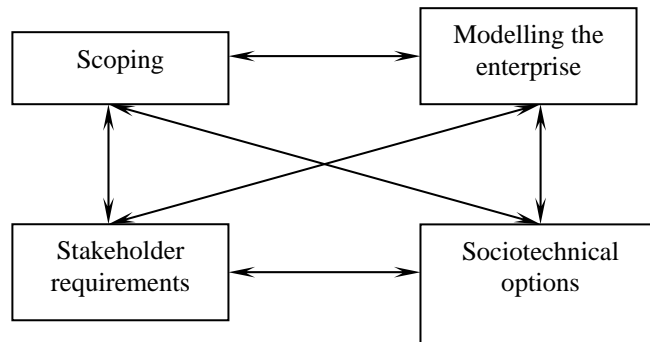 Scoping
Modelling the
enterprise
Stakeholder
requirements
Sociotechnical
options